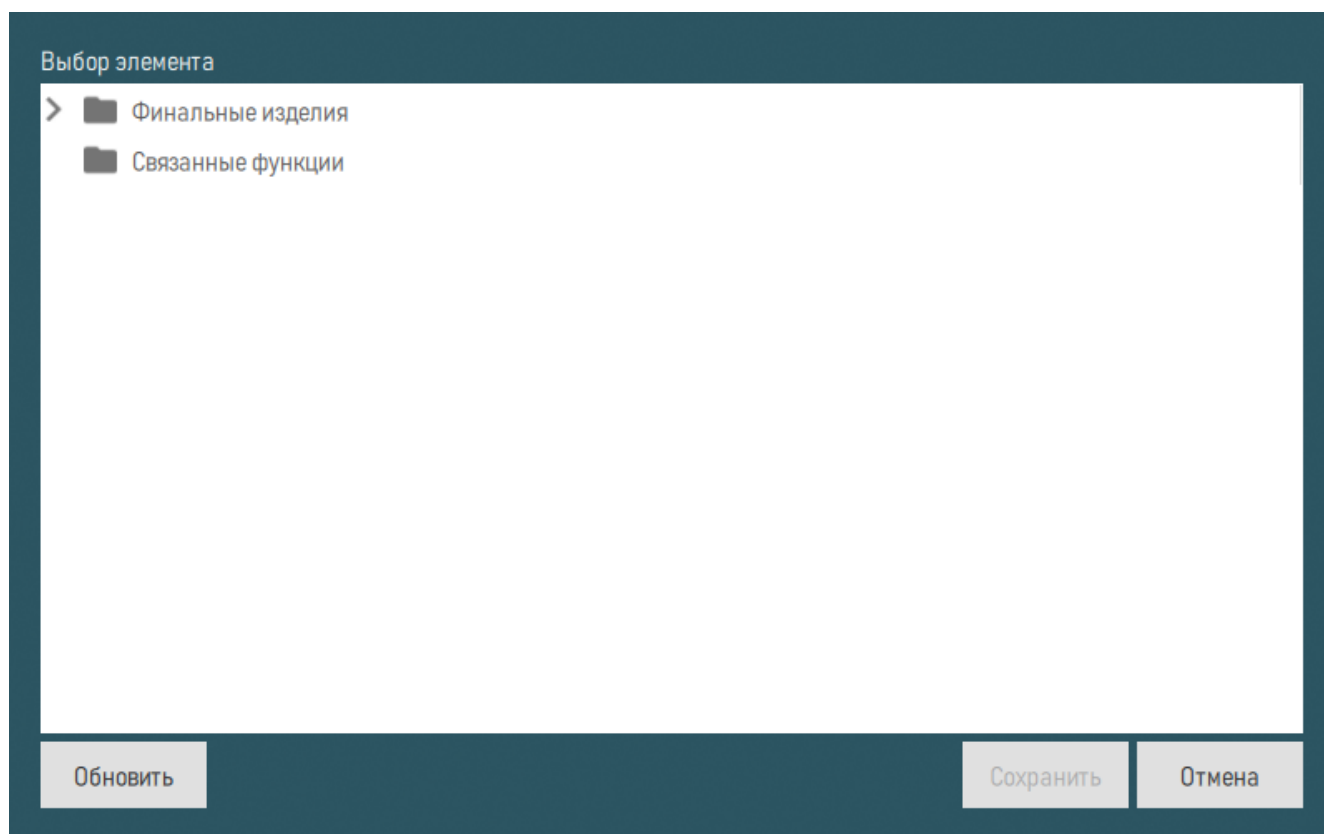 Выбор элемента
Финальные изделия
Связанные функции
Обновить
Сохранить
Отмена